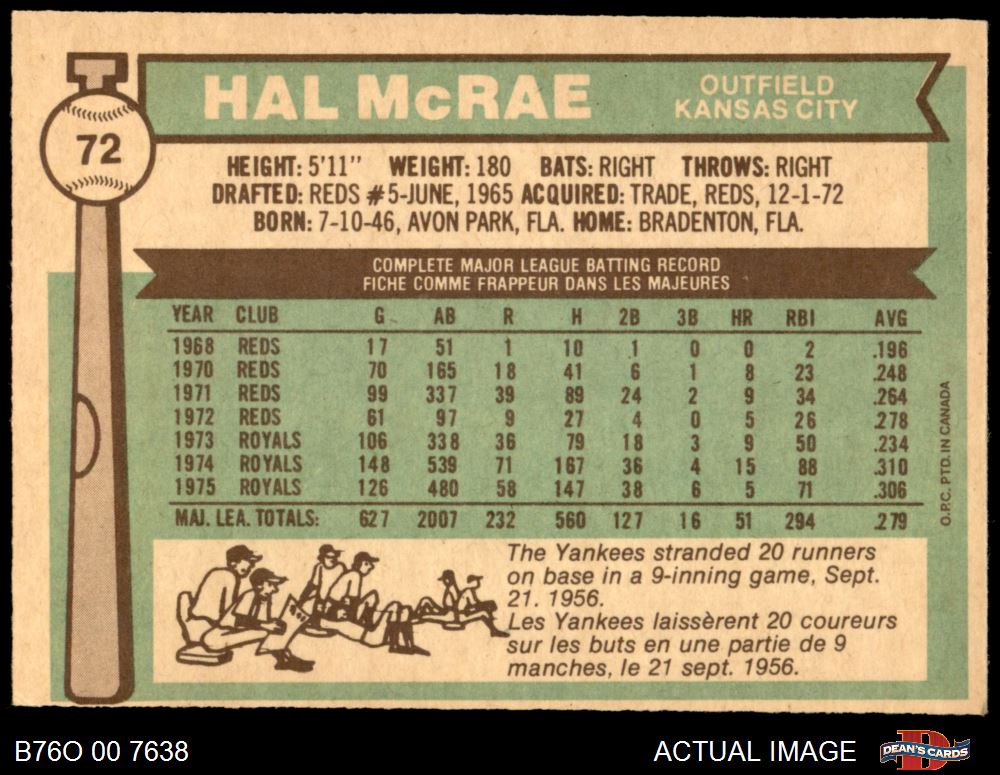 HAL McRAE
OUTFIELD
KANSAS CITY
72
HEIGHT: 5'11" WEIGHT: 180 BATS: RIGHT THROWS: RIGHT
DRAFTED: REDS #5-JUNE, 1965 ACQUIRED: TRADE, REDS, 12-1-72
BORN: 7-10-46, AVON PARK, FLA. HOME: BRADENTON, FLA.
COMPLETE MAJOR LEAGUE BATTING RECORD
FICHE COMME FRAPPEUR DANS LES MAJEURES
YEAR CLUB G AB R H 2B 3B HR RBI AVG
1968 REDS 17 51 1 10 1 0 0 2 .196
1970 REDS 70 165 18 41 6 1 8 23 .248
1971 REDS 99 337 39 89 24 2 9 34 .264
1972 REDS 61 97 9 27 4 0 5 26 .278
1973 ROYALS 106 338 36 79 18 3 9 50 .234
1974 ROYALS 148 539 71 167 36 4 15 88 .310
1975 ROYALS 126 480 58 147 38 6 5 71 .306
MAJ. LEA. TOTALS: 627 2007 232 560 127 16 51 294 .279
O.P.C. PTD. IN CANADA
The Yankees stranded 20 runners
on base in a 9-inning game, Sept.
21. 1956.
Les Yankees laissèrent 20 coureurs
sur les buts en une partie de 9
manches, le 21 sept. 1956.
B76O 00 7638
ACTUAL IMAGE
DEAN'S CARDS